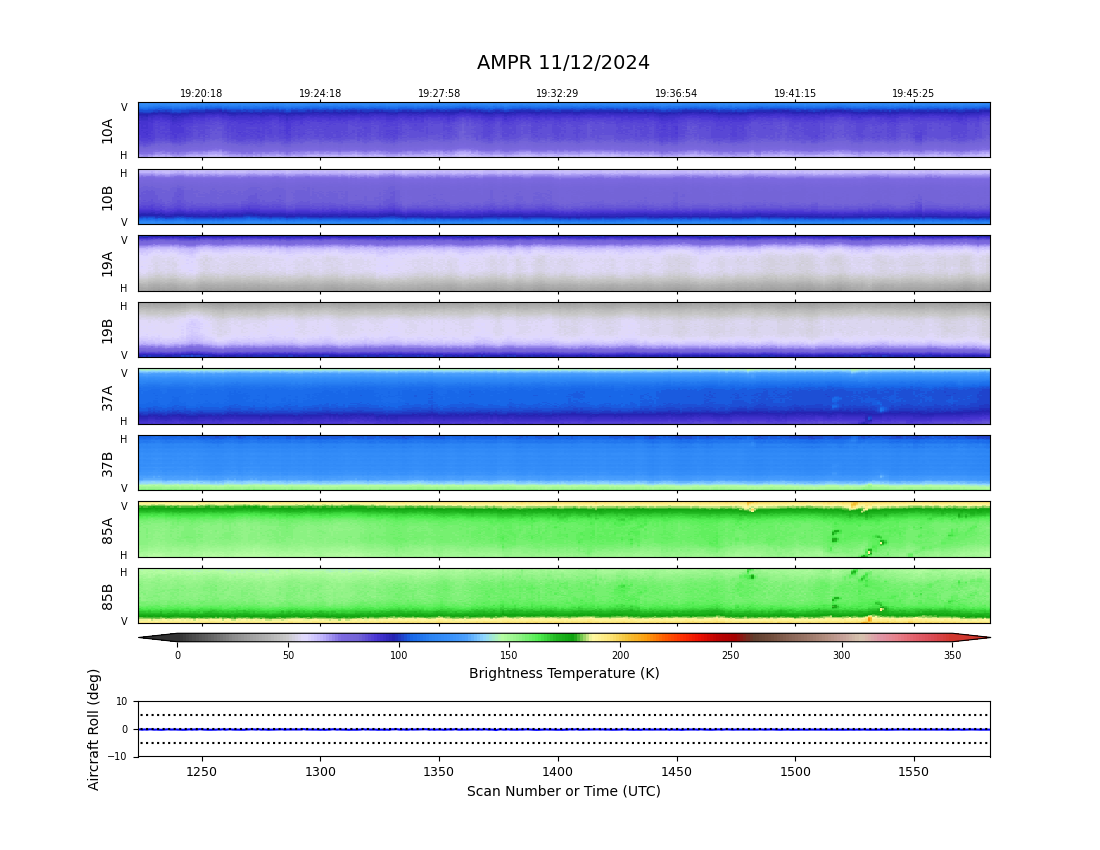 AMPR 11/12/2024
19:20:18 19:24:18 19:27:58 19:32:29 19:36:54 19:41:15 19:45:25
V
10A
H
H
10B
V
V
19A
H
H
19B
V
V
37A
H
H
37B
V
V
85A
H
H
85B
V
0 50 100 150 200 250 300 350
Brightness Temperature (K)
10
0
−10
Aircraft Roll (deg)
1250 1300 1350 1400 1450 1500 1550
Scan Number or Time (UTC)